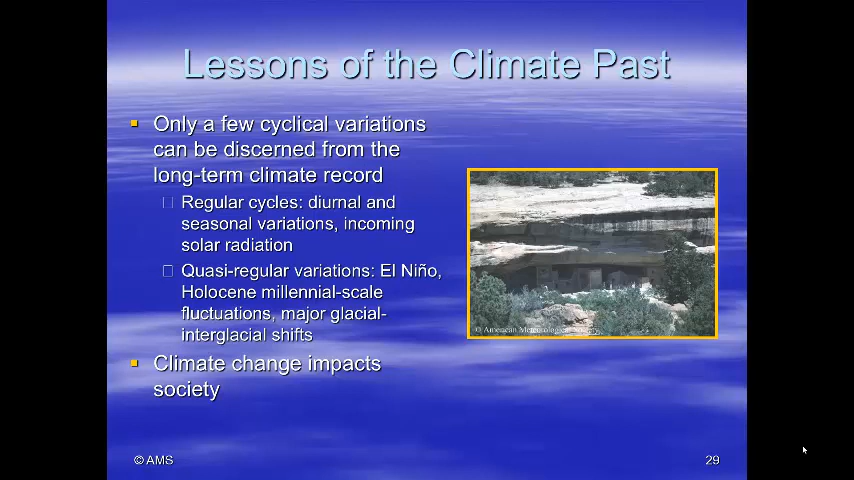 Lessons of the Climate Past
Only a few cyclical variations
can be discerned from the
long-term climate record
Regular cycles: diurnal and
seasonal variations, incoming
solar radiation
Quasi-regular variations: El Niño,
Holocene millennial-scale
fluctuations, major glacial-
interglacial shifts
Climate change impacts
society
© American Meteorological Society
© AMS
29